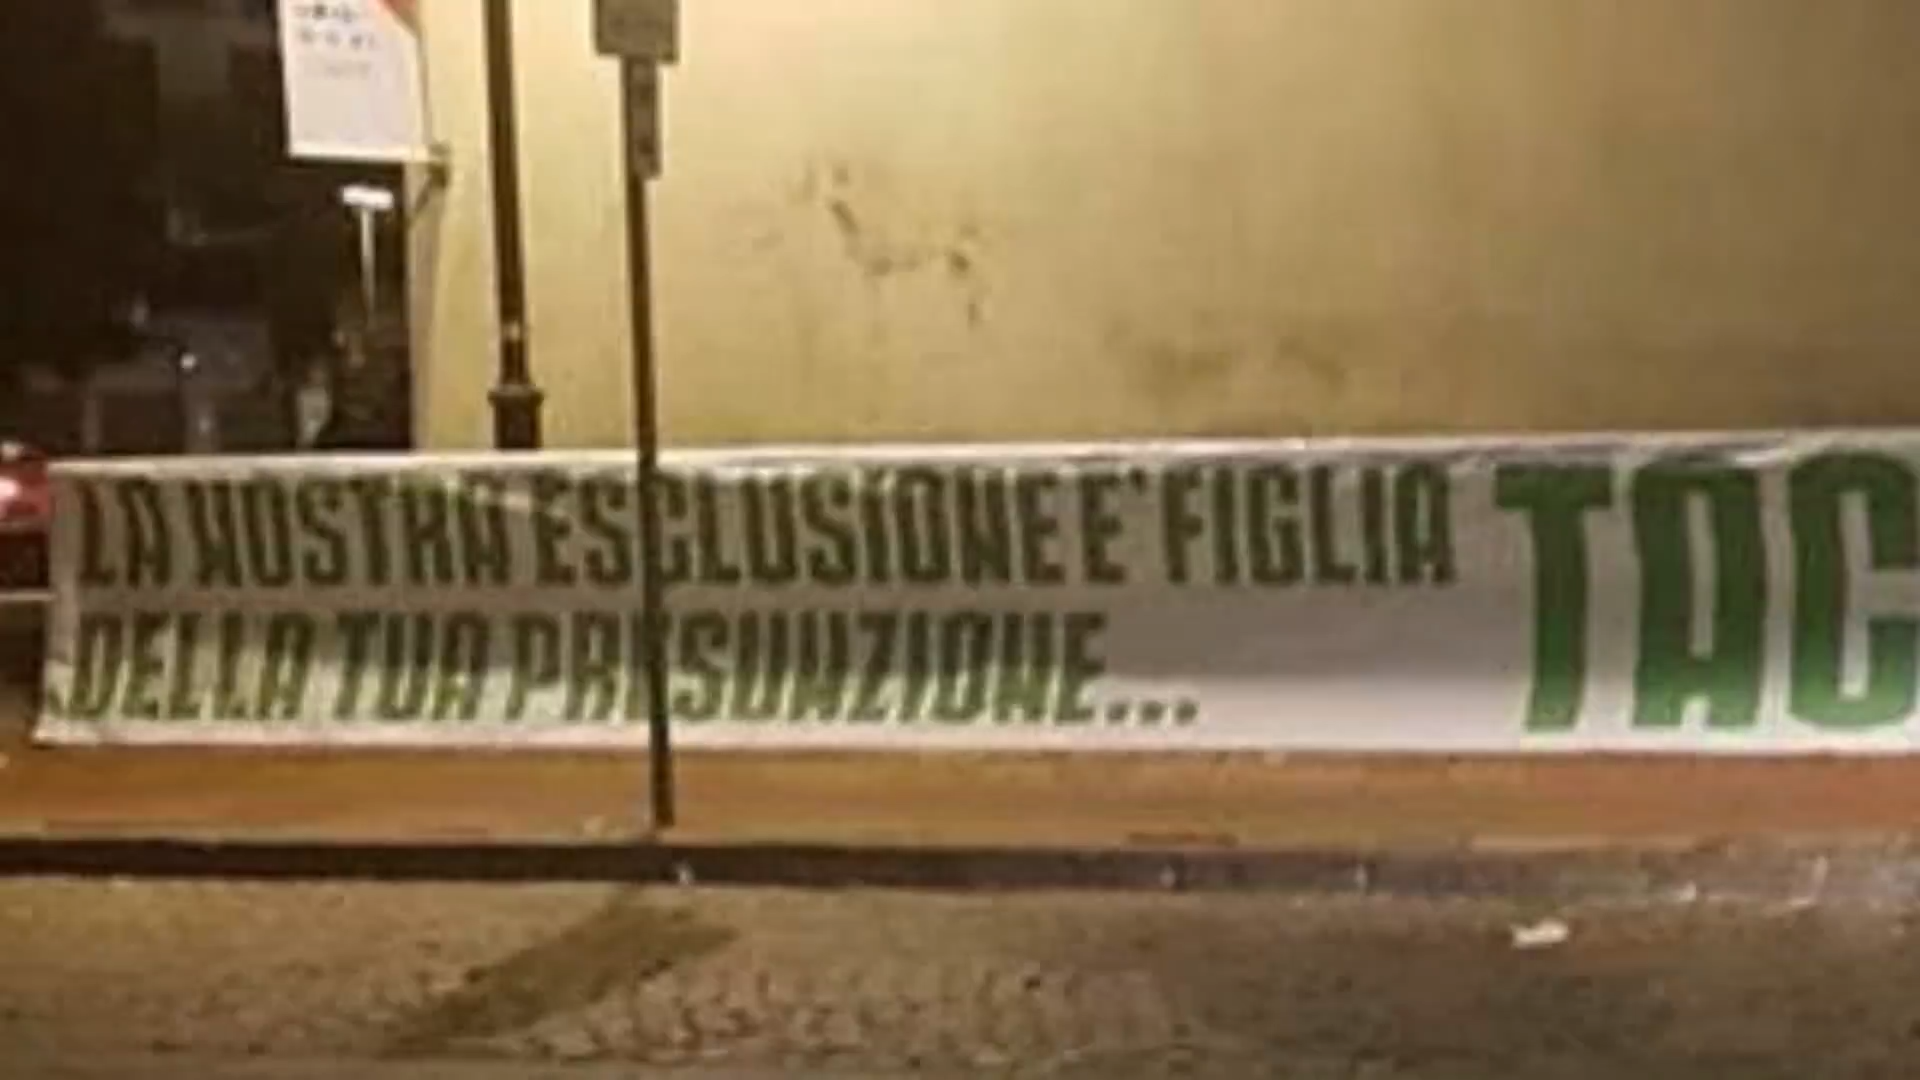 LA NOSTRA ESCLUSIONE E' FIGLIA
DELLA TUA PRESUNZIONE...
TAC